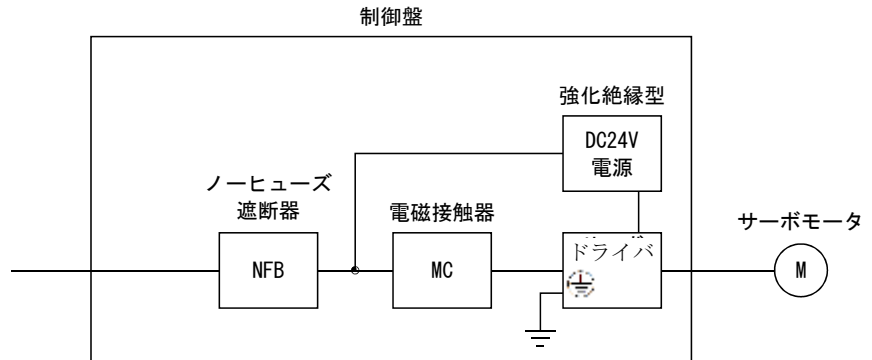 制御盤
強化絶縁型
DC24V
電源
ノーヒューズ
遮断器
電磁接触器
サーボモータ
NFB
MC
ドライバ
M